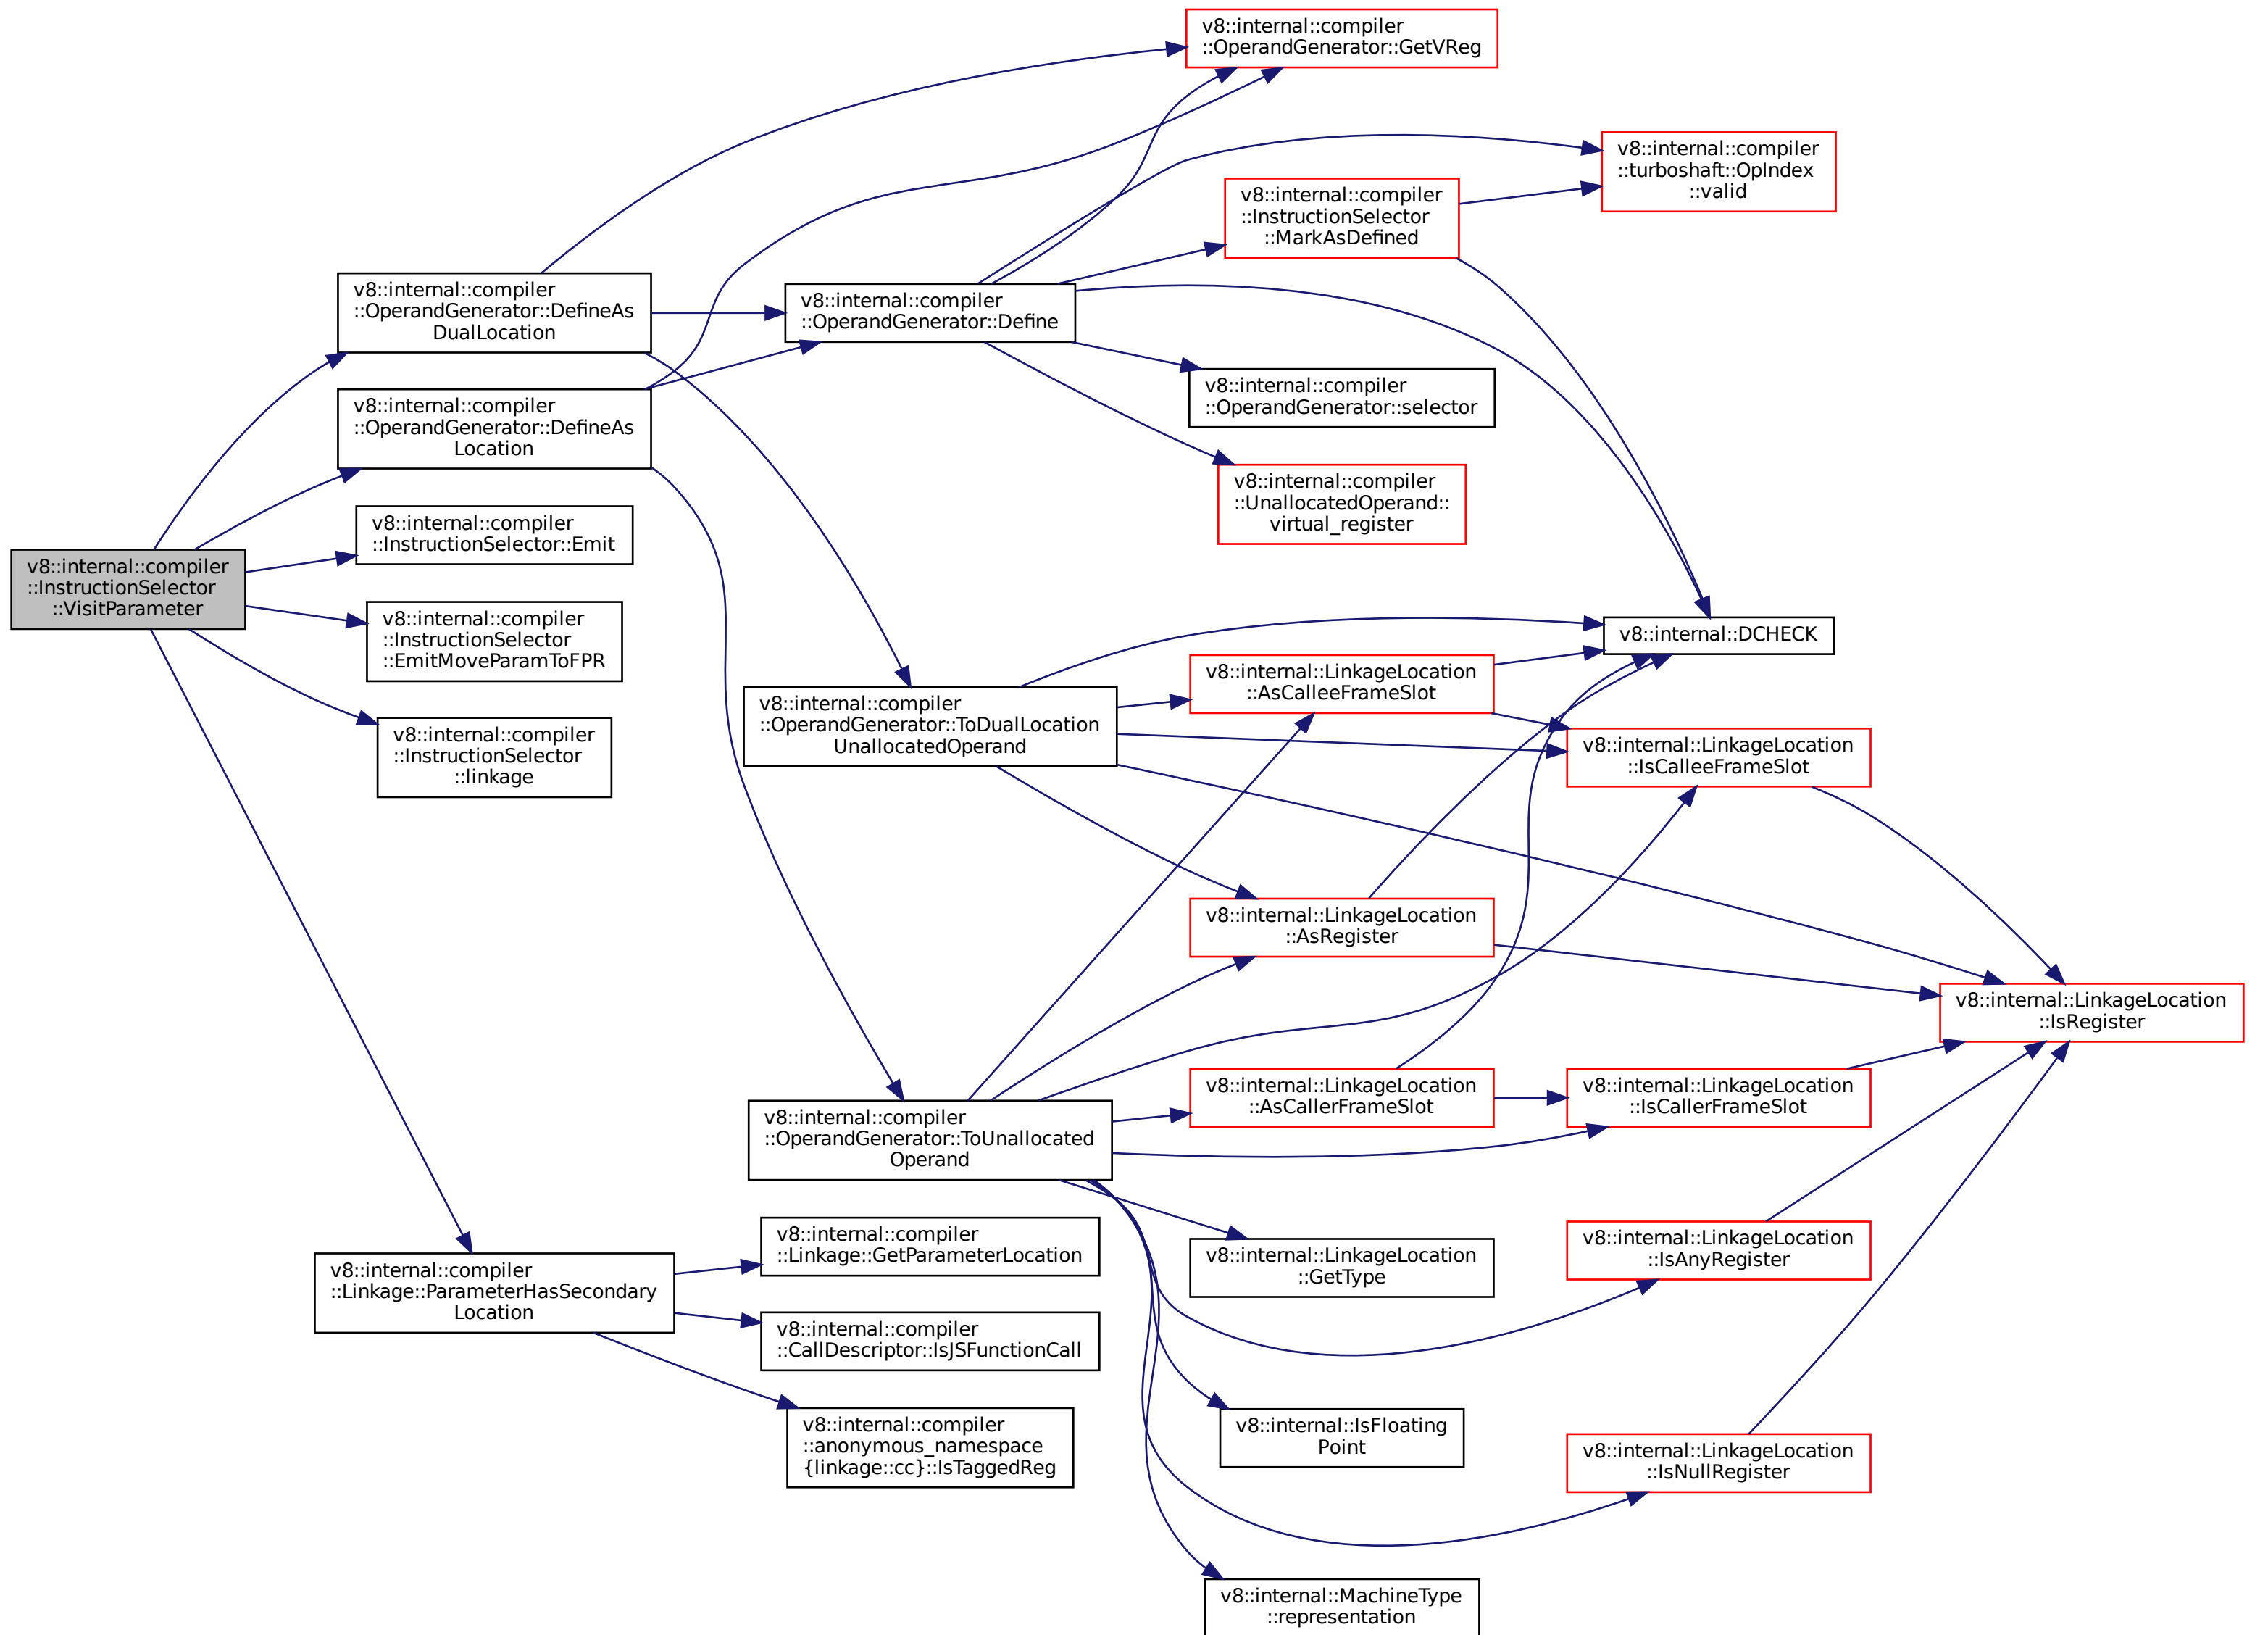 v8::internal::compiler
::InstructionSelector
::VisitParameter
v8::internal::compiler
::OperandGenerator::DefineAs
DualLocation
v8::internal::compiler
::OperandGenerator::DefineAs
Location
v8::internal::compiler
::InstructionSelector::Emit
v8::internal::compiler
::InstructionSelector
::EmitMoveParamToFPR
v8::internal::compiler
::InstructionSelector
::linkage
v8::internal::compiler
::Linkage::ParameterHasSecondary
Location
v8::internal::compiler
::OperandGenerator::Define
v8::internal::compiler
::OperandGenerator::ToDualLocation
UnallocatedOperand
v8::internal::compiler
::OperandGenerator::ToUnallocated
Operand
v8::internal::compiler
::Linkage::GetParameterLocation
v8::internal::compiler
::CallDescriptor::IsJSFunctionCall
v8::internal::compiler
::anonymous_namespace
{linkage::cc}::IsTaggedReg
v8::internal::compiler
::OperandGenerator::GetVReg
v8::internal::compiler
::InstructionSelector
::MarkAsDefined
v8::internal::compiler
::OperandGenerator::selector
v8::internal::compiler
::UnallocatedOperand::
virtual_register
v8::internal::LinkageLocation
::AsCalleeFrameSlot
v8::internal::LinkageLocation
::AsRegister
v8::internal::LinkageLocation
::AsCallerFrameSlot
v8::internal::LinkageLocation
::GetType
v8::internal::IsFloating
Point
v8::internal::MachineType
::representation
v8::internal::compiler
::turboshaft::OpIndex
::valid
v8::internal::DCHECK
v8::internal::LinkageLocation
::IsCalleeFrameSlot
v8::internal::LinkageLocation
::IsCallerFrameSlot
v8::internal::LinkageLocation
::IsAnyRegister
v8::internal::LinkageLocation
::IsNullRegister
v8::internal::LinkageLocation
::IsRegister